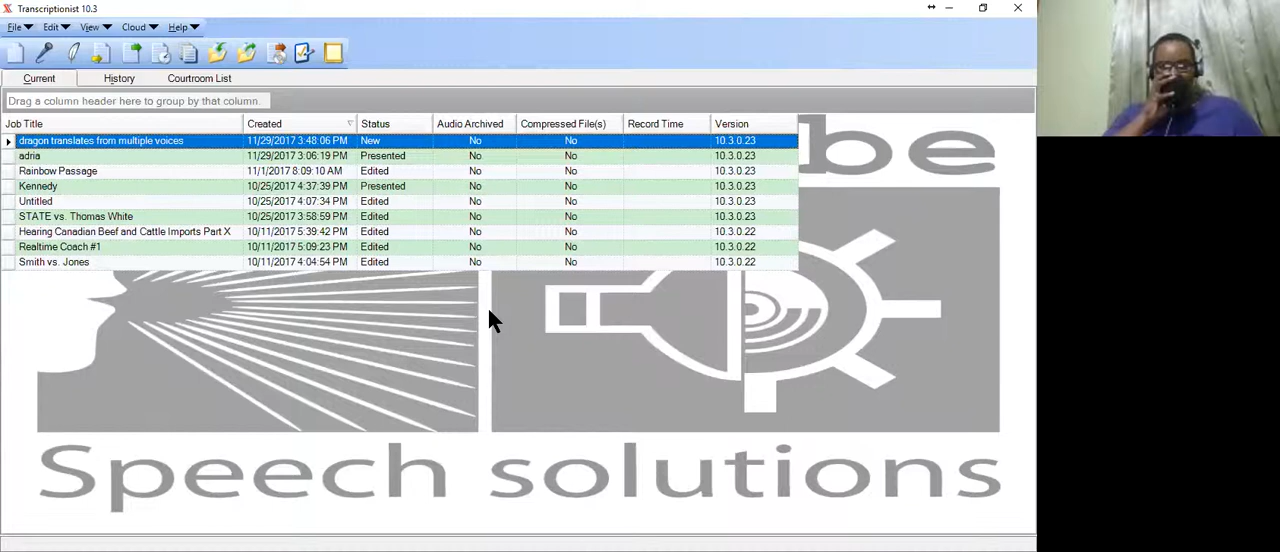 Transcriptionist 10.3
File Edit View Cloud Help
Current History Courtroom List
Drag a column header here to group by that column.
Job Title Created Status Audio Archived Compressed File(s) Record Time Version
dragon translates from multiple voices 11/29/2017 3:48:06 PM New No No 10.3.0.23
adria 11/29/2017 3:06:19 PM Presented No No 10.3.0.23
Rainbow Passage 11/1/2017 8:09:10 AM Edited No No 10.3.0.23
Kennedy 10/25/2017 4:37:39 PM Presented No No 10.3.0.23
Untitled 10/25/2017 4:07:34 PM Edited No No 10.3.0.23
STATE vs. Thomas White 10/25/2017 3:58:59 PM Edited No No 10.3.0.23
Hearing Canadian Beef and Cattle Imports Part X 10/11/2017 5:39:42 PM Edited No No 10.3.0.22
Realtime Coach #1 10/11/2017 5:09:23 PM Edited No No 10.3.0.22
Smith vs. Jones 10/11/2017 4:04:54 PM Edited No No 10.3.0.22
be
Speech solutions